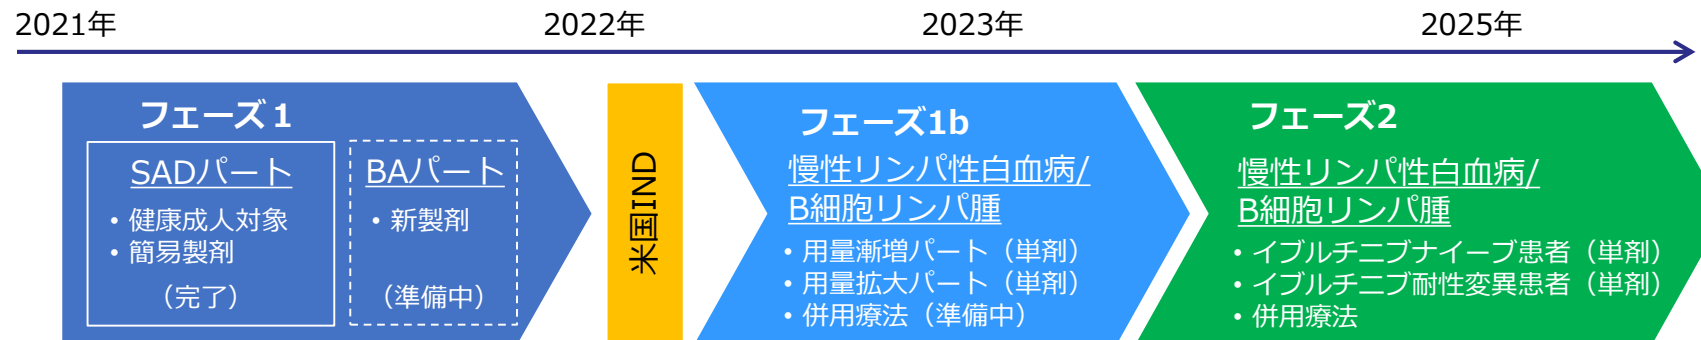 2021年
2022年
2023年
2025年
フェーズ1
SADパート
・健康成人対象
・簡易製剤
（完了）
BAパート
・新製剤
（準備中）
米国IND
フェーズ1b
慢性リンパ性白血病/
B細胞リンパ腫
・用量漸増パート（単剤）
・用量拡大パート（単剤）
・併用療法（準備中）
フェーズ2
慢性リンパ性白血病/
B細胞リンパ腫
・イブルチニブナイーブ患者（単剤）
・イブルチニブ耐性変異患者（単剤）
・併用療法